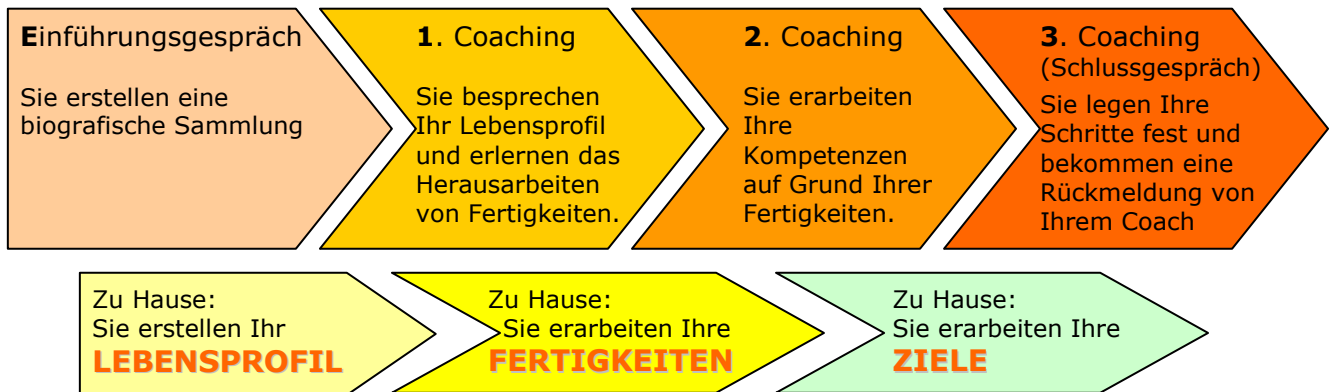 Einführungsgespräch
Sie erstellen eine
biografische Sammlung
1. Coaching
Sie besprechen
Ihr Lebensprofil
und erlernen das
Herausarbeiten
von Fertigkeiten.
2. Coaching
Sie erarbeiten
Ihre
Kompetenzen
auf Grund Ihrer
Fertigkeiten.
3. Coaching
(Schlussgespräch)
Sie legen Ihre
Schritte fest und
bekommen eine
Rückmeldung von
Ihrem Coach
Zu Hause:
Sie erstellen Ihr
LEBENSPROFIL
Zu Hause:
Sie erarbeiten Ihre
FERTIGKEITEN
Zu Hause:
Sie erarbeiten Ihre
ZIELE